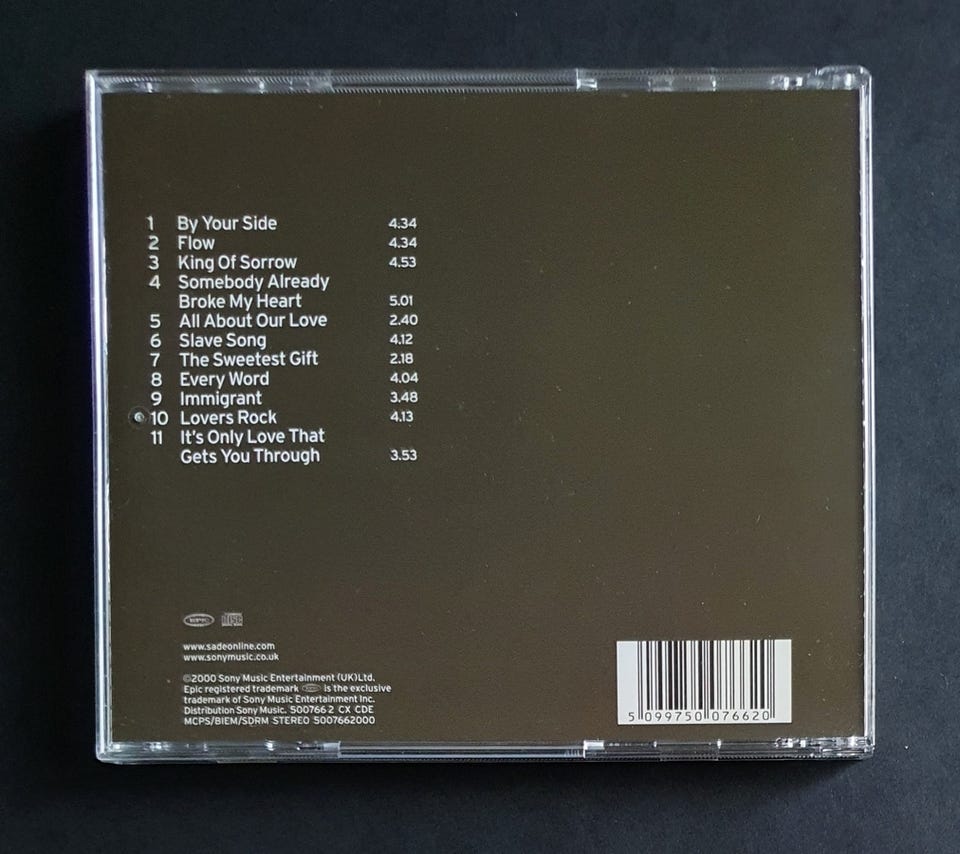 1 By Your Side 4.34
2 Flow 4.34
3 King Of Sorrow 4.53
4 Somebody Already
Broke My Heart 5.01
5 All About Our Love 2.40
6 Slave Song 4.12
7 The Sweetest Gift 2.18
8 Every Word 4.04
9 Immigrant 3.48
10 Lovers Rock 4.13
11 It's Only Love That
Gets You Through 3.53
EPIC DISC
www.sadeonline.com
www.sonymusic.co.uk
©2000 Sony Music Entertainment (UK)Ltd.
Epic registered trademark EPIC is the exclusive
trademark of Sony Music Entertainment Inc.
Distribution Sony Music. 500766 2 CX CDE
MCPS/BIEM/SDRM STEREO 5007662000
5 099750 076620